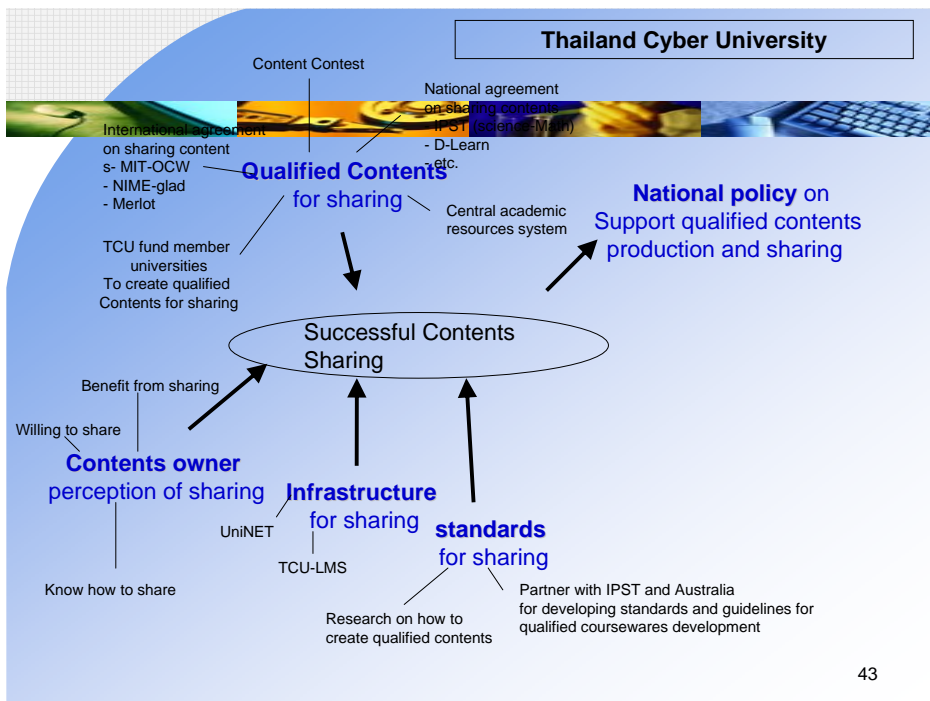 Thailand Cyber University
Content Contest
National agreement
on sharing contents
- IPST (science-Math)
- D-Learn
- etc.
International agreement
on sharing content
s- MIT-OCW
- NIME-glad
- Merlot
Qualified Contents
for sharing
National policy on
Support qualified contents
production and sharing
Central academic
resources system
TCU fund member
universities
To create qualified
Contents for sharing
Successful Contents
Sharing
Benefit from sharing
Willing to share
Contents owner
perception of sharing
Know how to share
Infrastructure
for sharing
UniNET
TCU-LMS
standards
for sharing
Research on how to
create qualified contents
Partner with IPST and Australia
for developing standards and guidelines for
qualified coursewares development
43